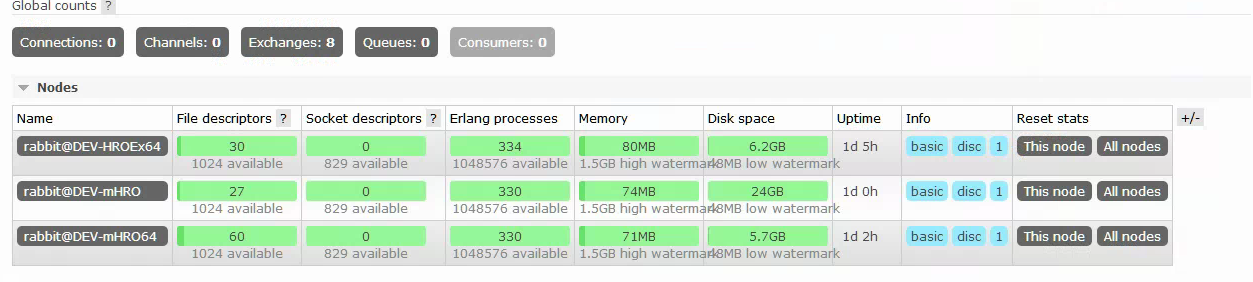 Global counts ?
Connections: 0 Channels: 0 Exchanges: 8 Queues: 0 Consumers: 0
Nodes
Name File descriptors ? Socket descriptors ? Erlang processes Memory Disk space Uptime Info Reset stats +/-
rabbit@DEV-HROEx64 30 0 334 80MB 6.2GB 1d 5h basic disc 1 This node All nodes
1024 available 829 available 1048576 available 1.5GB high watermark 48MB low watermark
rabbit@DEV-mHRO 27 0 330 74MB 24GB 1d 0h basic disc 1 This node All nodes
1024 available 829 available 1048576 available 1.5GB high watermark 48MB low watermark
rabbit@DEV-mHRO64 60 0 330 71MB 5.7GB 1d 2h basic disc 1 This node All nodes
1024 available 829 available 1048576 available 1.5GB high watermark 48MB low watermark